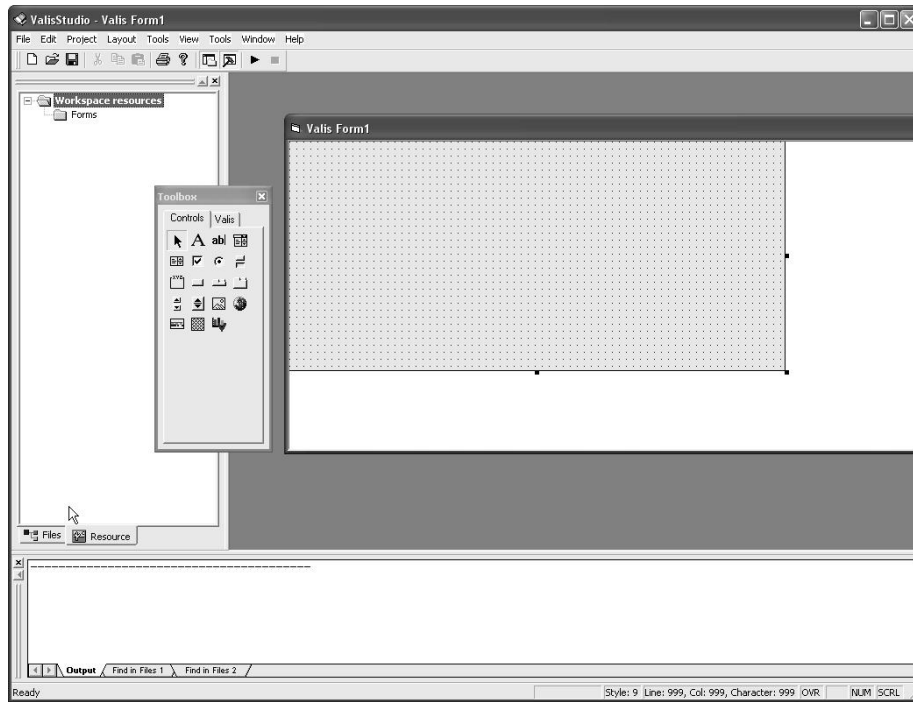 ValisStudio - Valis Form1
File Edit Project Layout Tools View Tools Window Help
Workspace resources
Forms
Valis Form1
Toolbox
Controls Valis
A ab|
xyz
Files Resource
Output Find in Files 1 Find in Files 2
Ready Style: 9 Line: 999, Col: 999, Character: 999 OVR NUM SCRL